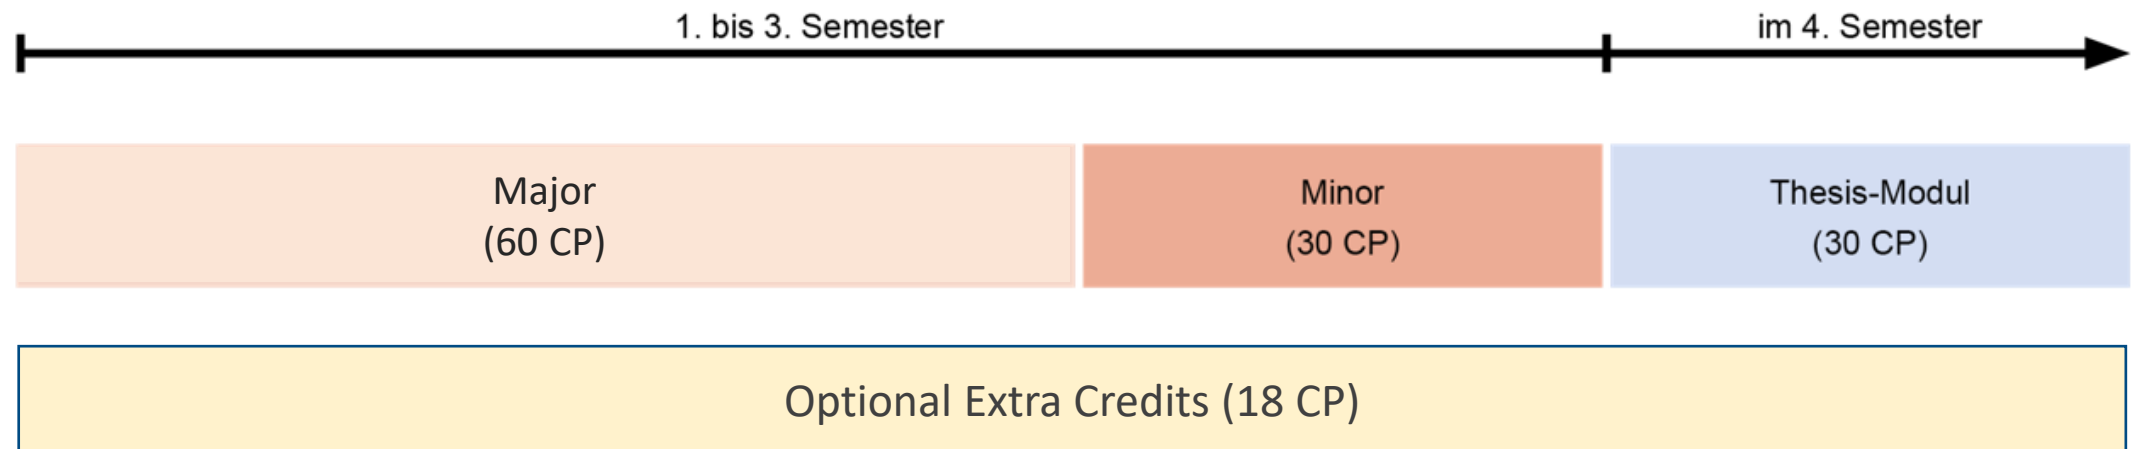 1. bis 3. Semester
im 4. Semester
Major
(60 CP)
Minor
(30 CP)
Thesis-Modul
(30 CP)
Optional Extra Credits (18 CP)